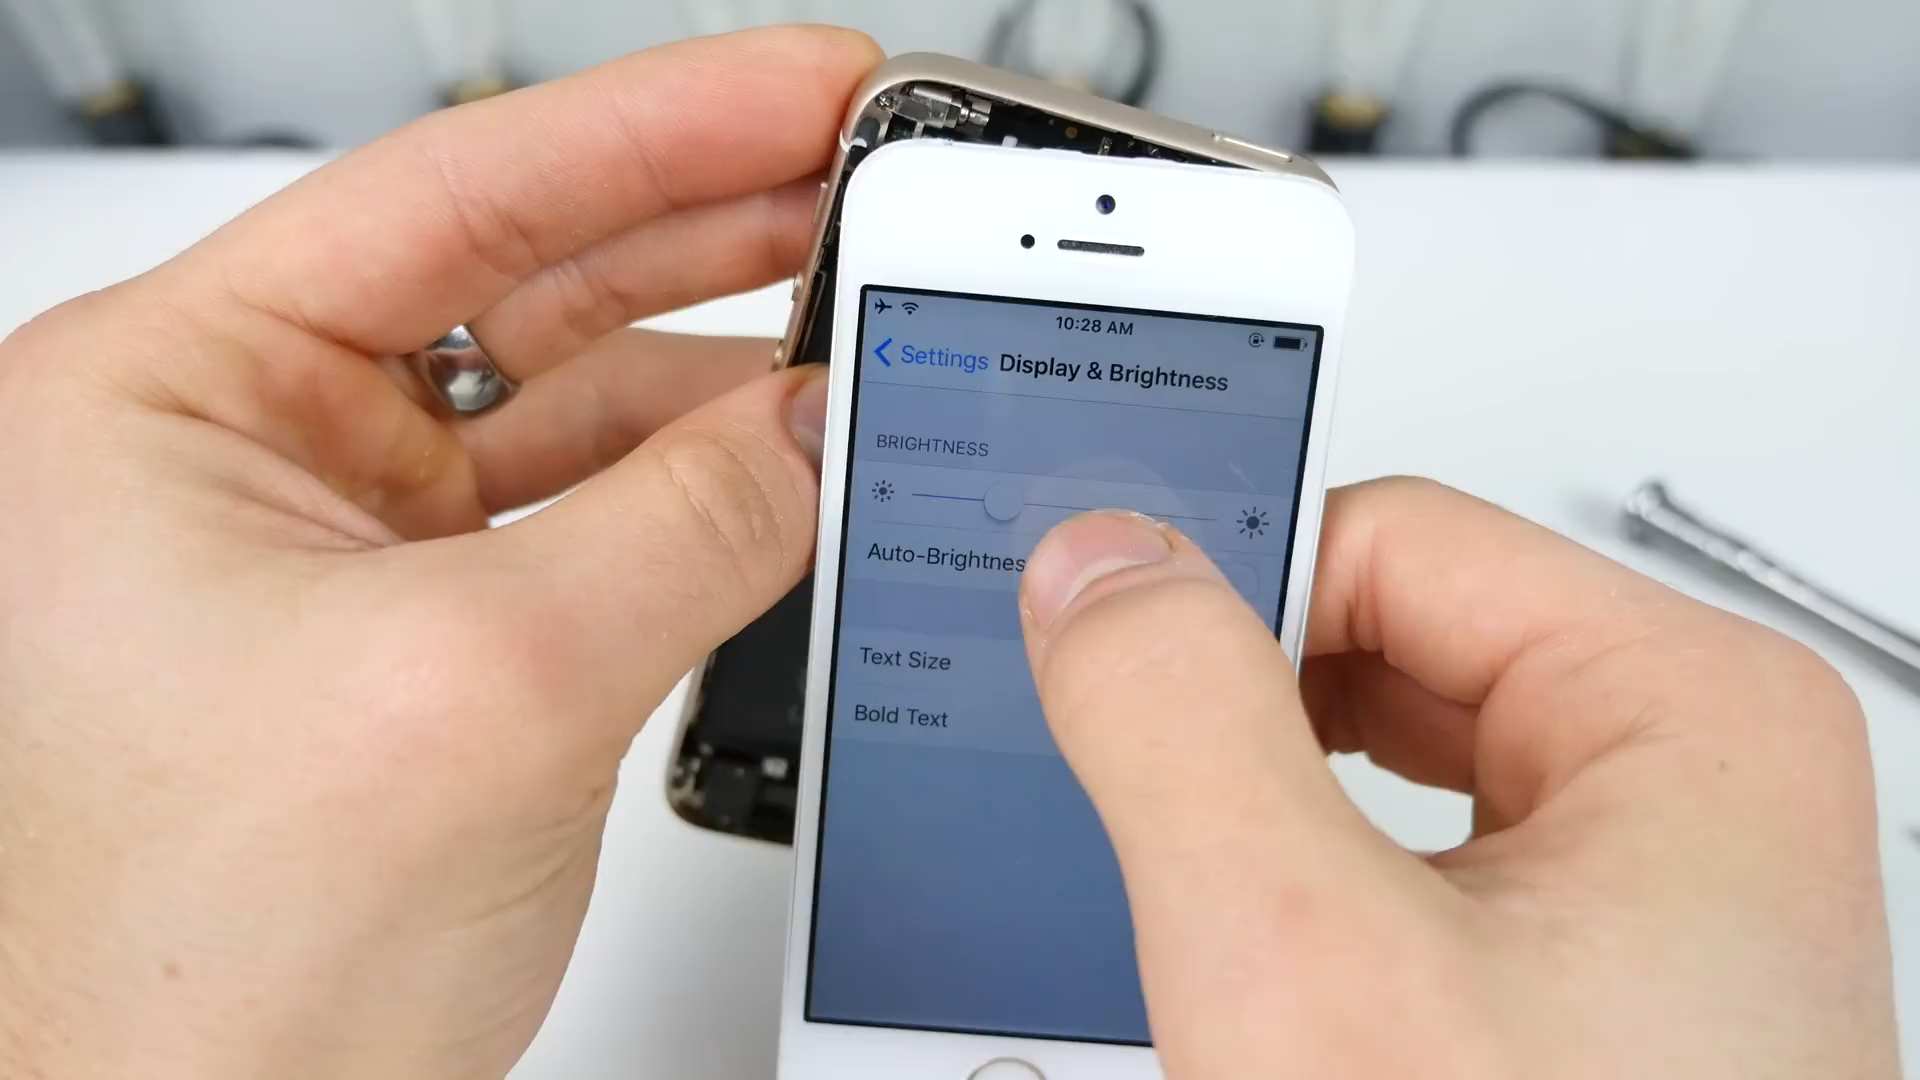 10:28 AM
Settings Display & Brightness
BRIGHTNESS
Auto-Brightnes
Text Size
Bold Text